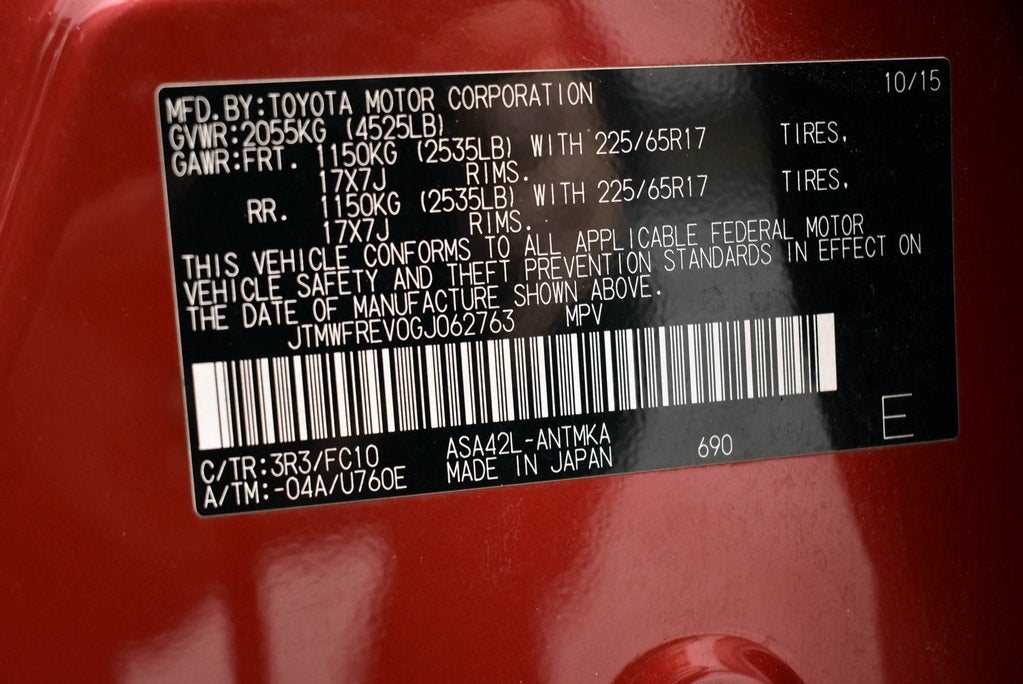 10/15
MFD.BY:TOYOTA MOTOR CORPORATION
GVWR:2055KG (4525LB)
GAWR:FRT. 1150KG (2535LB) WITH 225/65R17 TIRES,
17X7J RIMS.
RR. 1150KG (2535LB) WITH 225/65R17 TIRES,
17X7J RIMS.
THIS VEHICLE CONFORMS TO ALL APPLICABLE FEDERAL MOTOR
VEHICLE SAFETY AND THEFT PREVENTION STANDARDS IN EFFECT ON
THE DATE OF MANUFACTURE SHOWN ABOVE.
JTMWFREV0GJ062763 MPV
C/TR:3R3/FC10 ASA42L-ANTMKA 690 E
A/TM:-04A/U760E MADE IN JAPAN